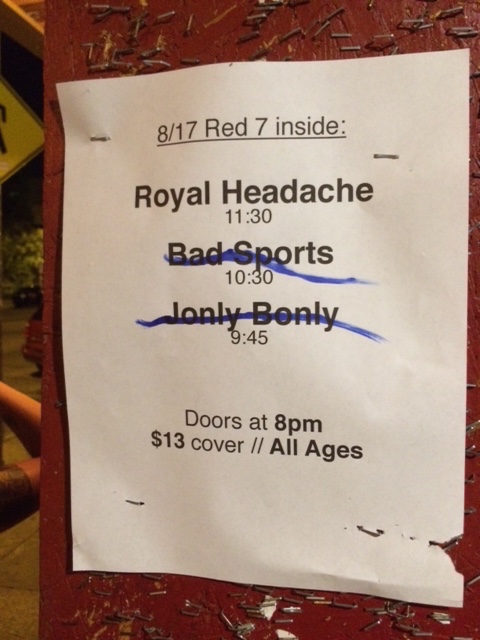 8/17 Red 7 inside:
Royal Headache
11:30
Bad Sports
10:30
Jonly Bonly
9:45
Doors at 8pm
$13 cover // All Ages